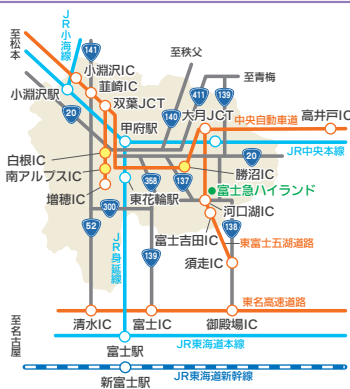 至松本
JR小海線
141
小淵沢IC
韮崎IC
双葉JCT
小淵沢駅
20
至秩父
至青梅
411
139
140
甲府駅
大月JCT
高井戸IC
中央自動車道
JR中央本線
20
白根IC
南アルプスIC
増穂IC
勝沼IC
358
137
東花輪駅
富士急ハイランド
河口湖IC
300
52
JR身延線
富士吉田IC
138
東富士五湖道路
139
須走IC
東名高速道路
清水IC
富士IC
御殿場IC
至名古屋
JR東海道本線
富士駅
JR東海道新幹線
新富士駅